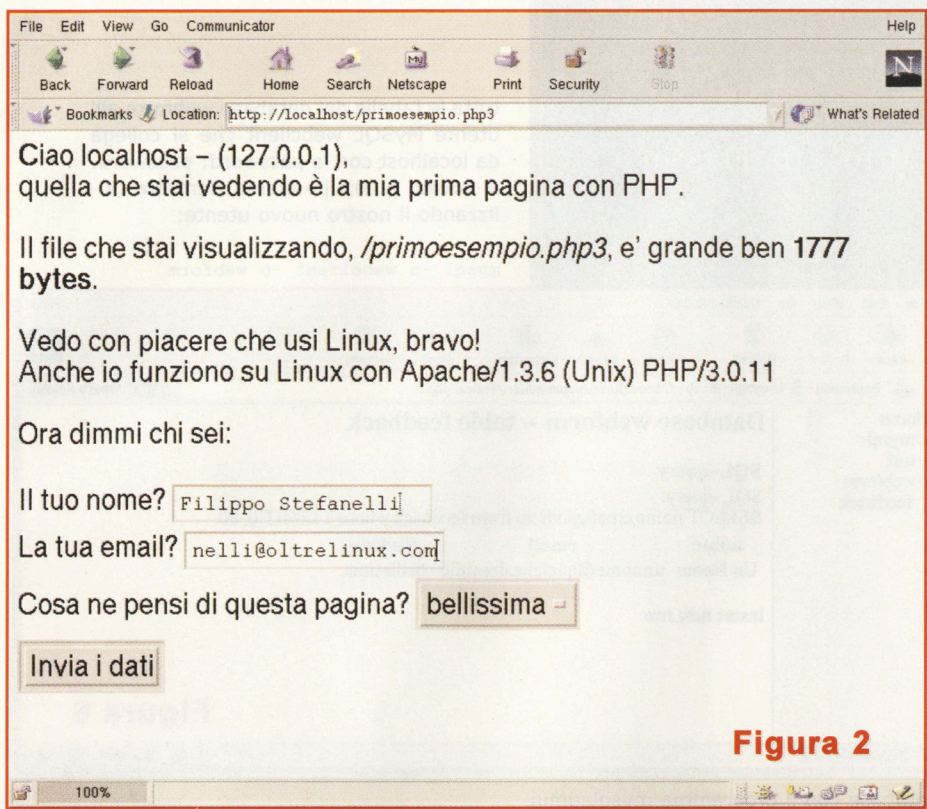 File Edit View Go Communicator Help
Back Forward Reload Home Search Netscape Print Security Stop
Bookmarks Location: http://localhost/primoesempio.php3 What's Related
Ciao localhost – (127.0.0.1),
quella che stai vedendo è la mia prima pagina con PHP.
Il file che stai visualizzando, /primoesempio.php3, e' grande ben 1777
bytes.
Vedo con piacere che usi Linux, bravo!
Anche io funziono su Linux con Apache/1.3.6 (Unix) PHP/3.0.11
Ora dimmi chi sei:
Il tuo nome? Filippo Stefanelli
La tua email? nelli@oltrelinux.com
Cosa ne pensi di questa pagina? bellissima
Invia i dati
Figura 2
100%